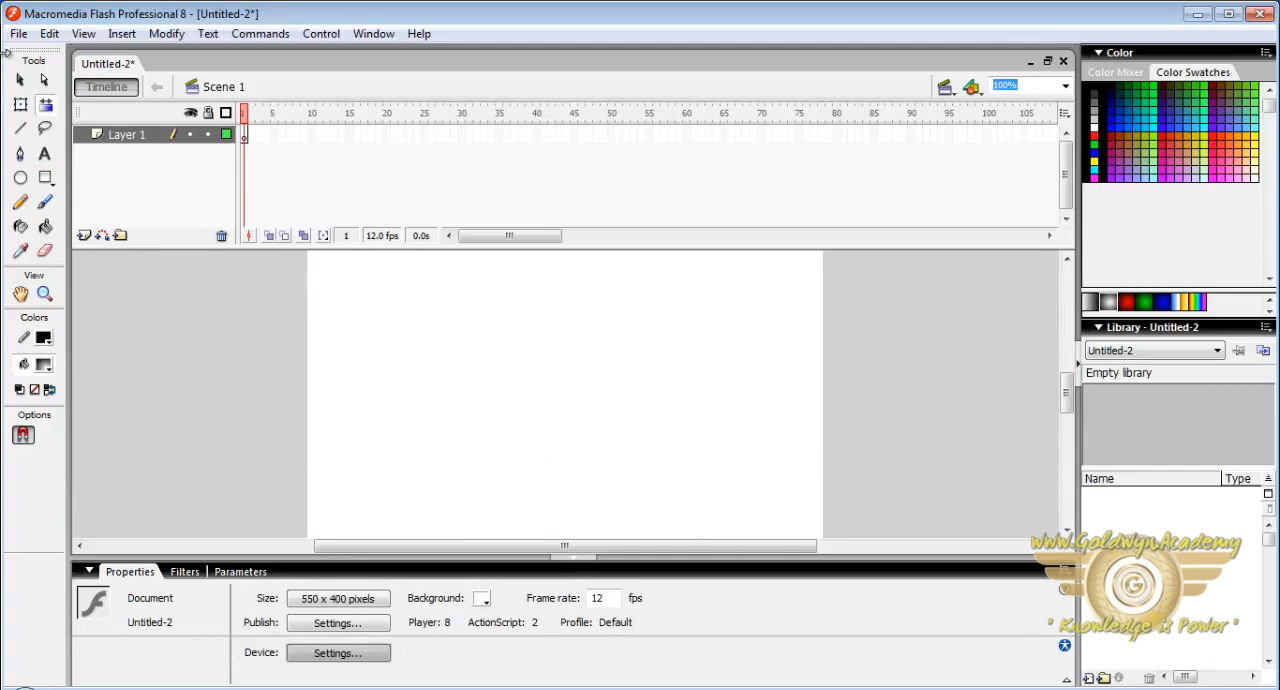 Macromedia Flash Professional 8 - [Untitled-2*]
File Edit View Insert Modify Text Commands Control Window Help
Tools
Untitled-2*
Timeline
Scene 1
100%
1 5 10 15 20 25 30 35 40 45 50 55 60 65 70 75 80 85 90 95 100 105
Layer 1
1 12.0 fps 0.0s
View
Colors
Options
Color
Color Mixer Color Swatches
Library - Untitled-2
Untitled-2
Empty library
Name Type
Properties Filters Parameters
Document
Untitled-2
Size: 550 x 400 pixels Background: Frame rate: 12 fps
Publish: Settings... Player: 8 ActionScript: 2 Profile: Default
Device: Settings...
www.GoldwynAcademy
G
" Knowledge is Power "